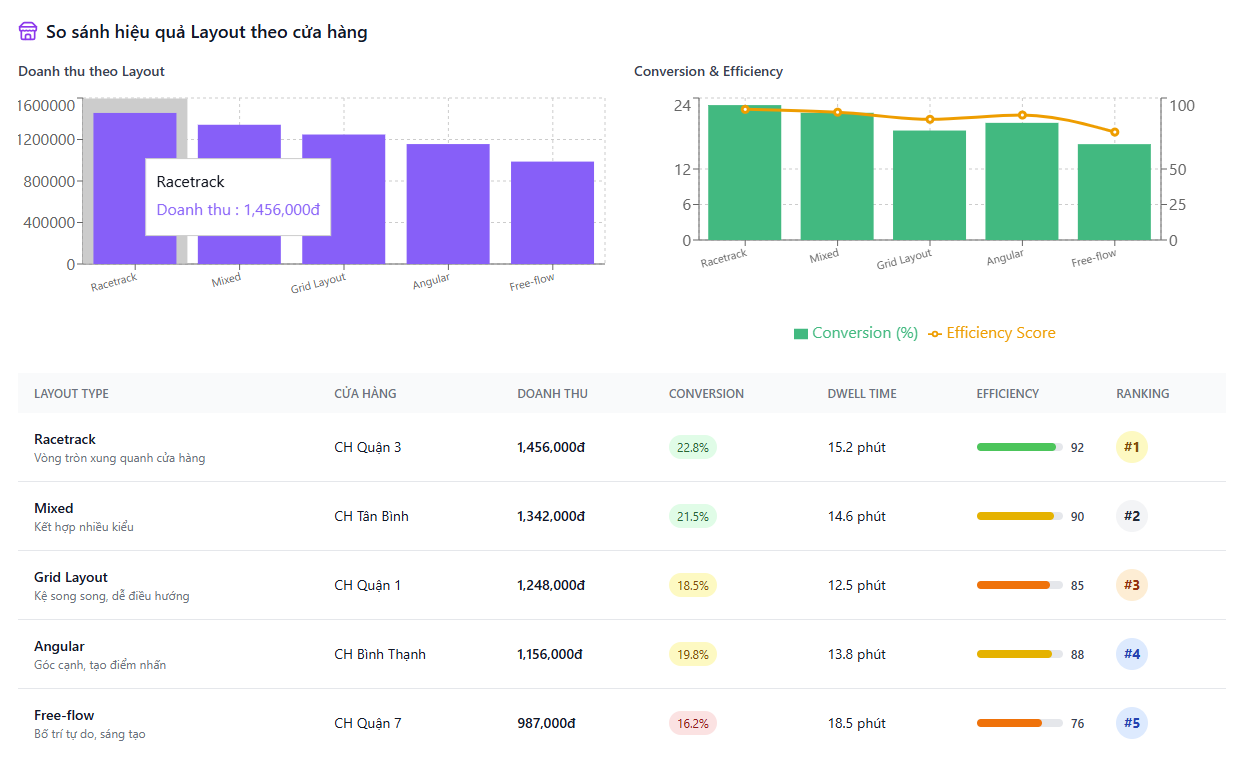 So sánh hiệu quả Layout theo cửa hàng
Doanh thu theo Layout
1600000
1200000
800000
400000
0
Racetrack
Doanh thu : 1,456,000đ
Racetrack
Mixed
Grid Layout
Angular
Free-flow
Conversion & Efficiency
24
12
6
0
100
50
25
0
Racetrack
Mixed
Grid Layout
Angular
Free-flow
Conversion (%) Efficiency Score
LAYOUT TYPE CỬA HÀNG DOANH THU CONVERSION DWELL TIME EFFICIENCY RANKING
Racetrack
Vòng tròn xung quanh cửa hàng
CH Quận 3 1,456,000đ 22.8% 15.2 phút 92 #1
Mixed
Kết hợp nhiều kiểu
CH Tân Bình 1,342,000đ 21.5% 14.6 phút 90 #2
Grid Layout
Kệ song song, dễ điều hướng
CH Quận 1 1,248,000đ 18.5% 12.5 phút 85 #3
Angular
Góc cạnh, tạo điểm nhấn
CH Bình Thạnh 1,156,000đ 19.8% 13.8 phút 88 #4
Free-flow
Bố trí tự do, sáng tạo
CH Quận 7 987,000đ 16.2% 18.5 phút 76 #5